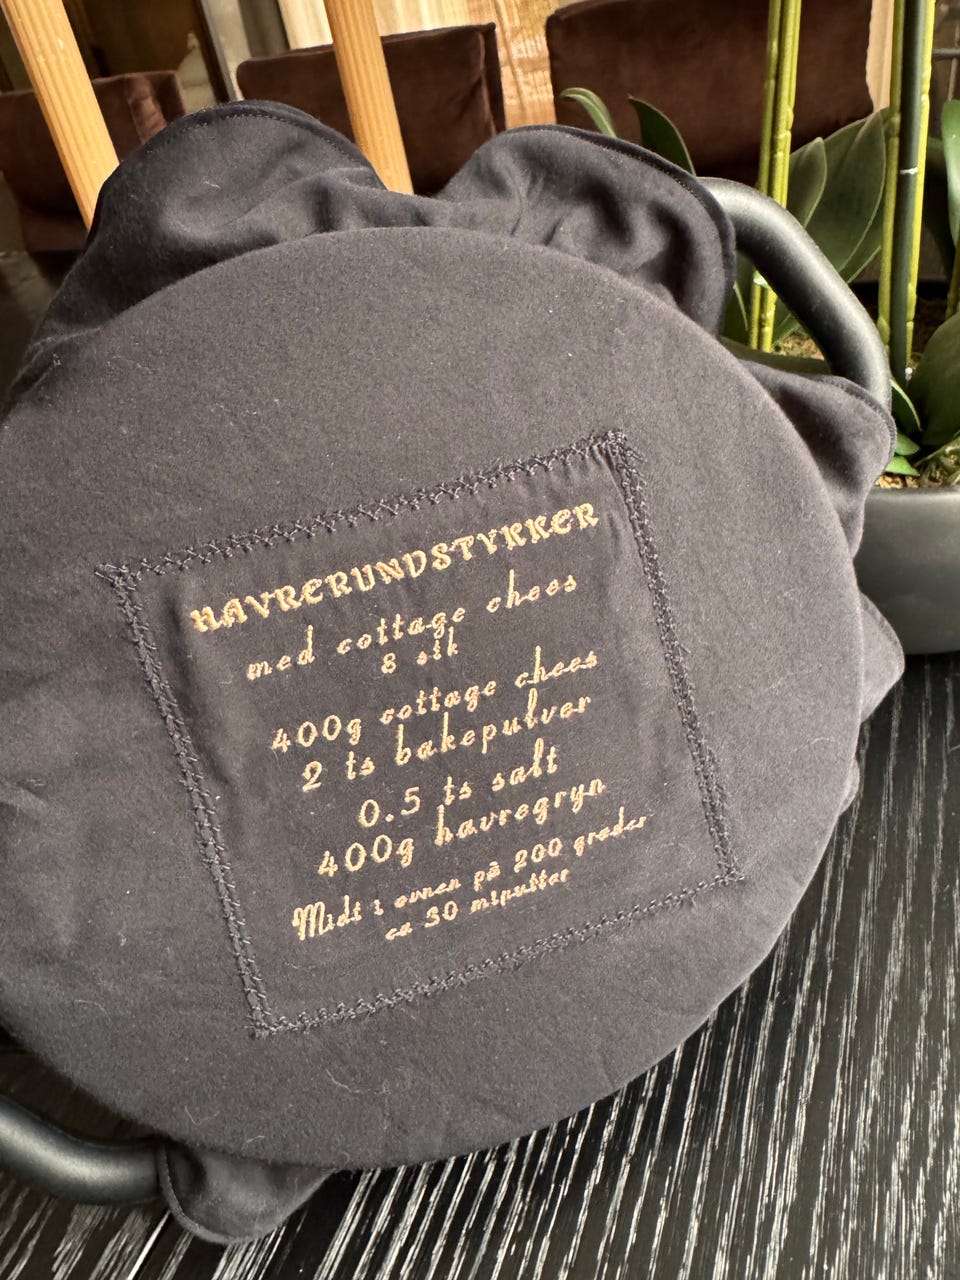 HAVRERUNDSTYKKER
med cottage chees
8 stk
400g cottage chees
2 ts bakepulver
0.5 ts salt
400g havregryn
Midt i ovnen på 200 grader
ca 30 minutter